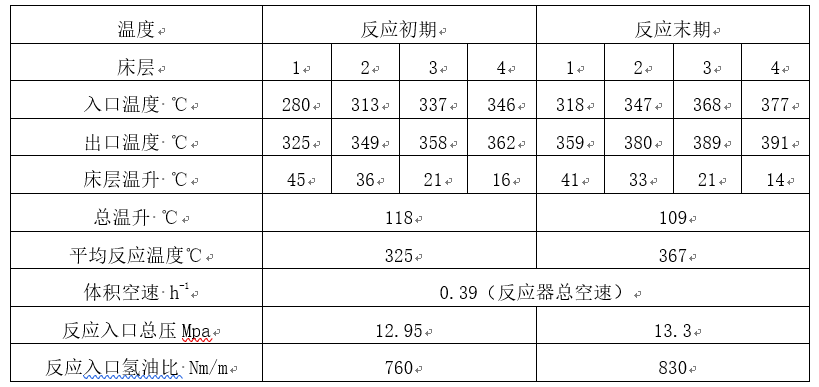 温度 反应初期 反应末期
床层 1 2 3 4 1 2 3 4
入口温度 ℃ 280 313 337 346 318 347 368 377
出口温度 ℃ 325 349 358 362 359 380 389 391
床层温升 ℃ 45 36 21 16 41 33 21 14
总温升 ℃ 118 109
平均反应温度℃ 325 367
体积空速 h⁻¹ 0.39（反应器总空速）
反应入口总压 Mpa 12.95 13.3
反应入口氢油比 Nm/m 760 830